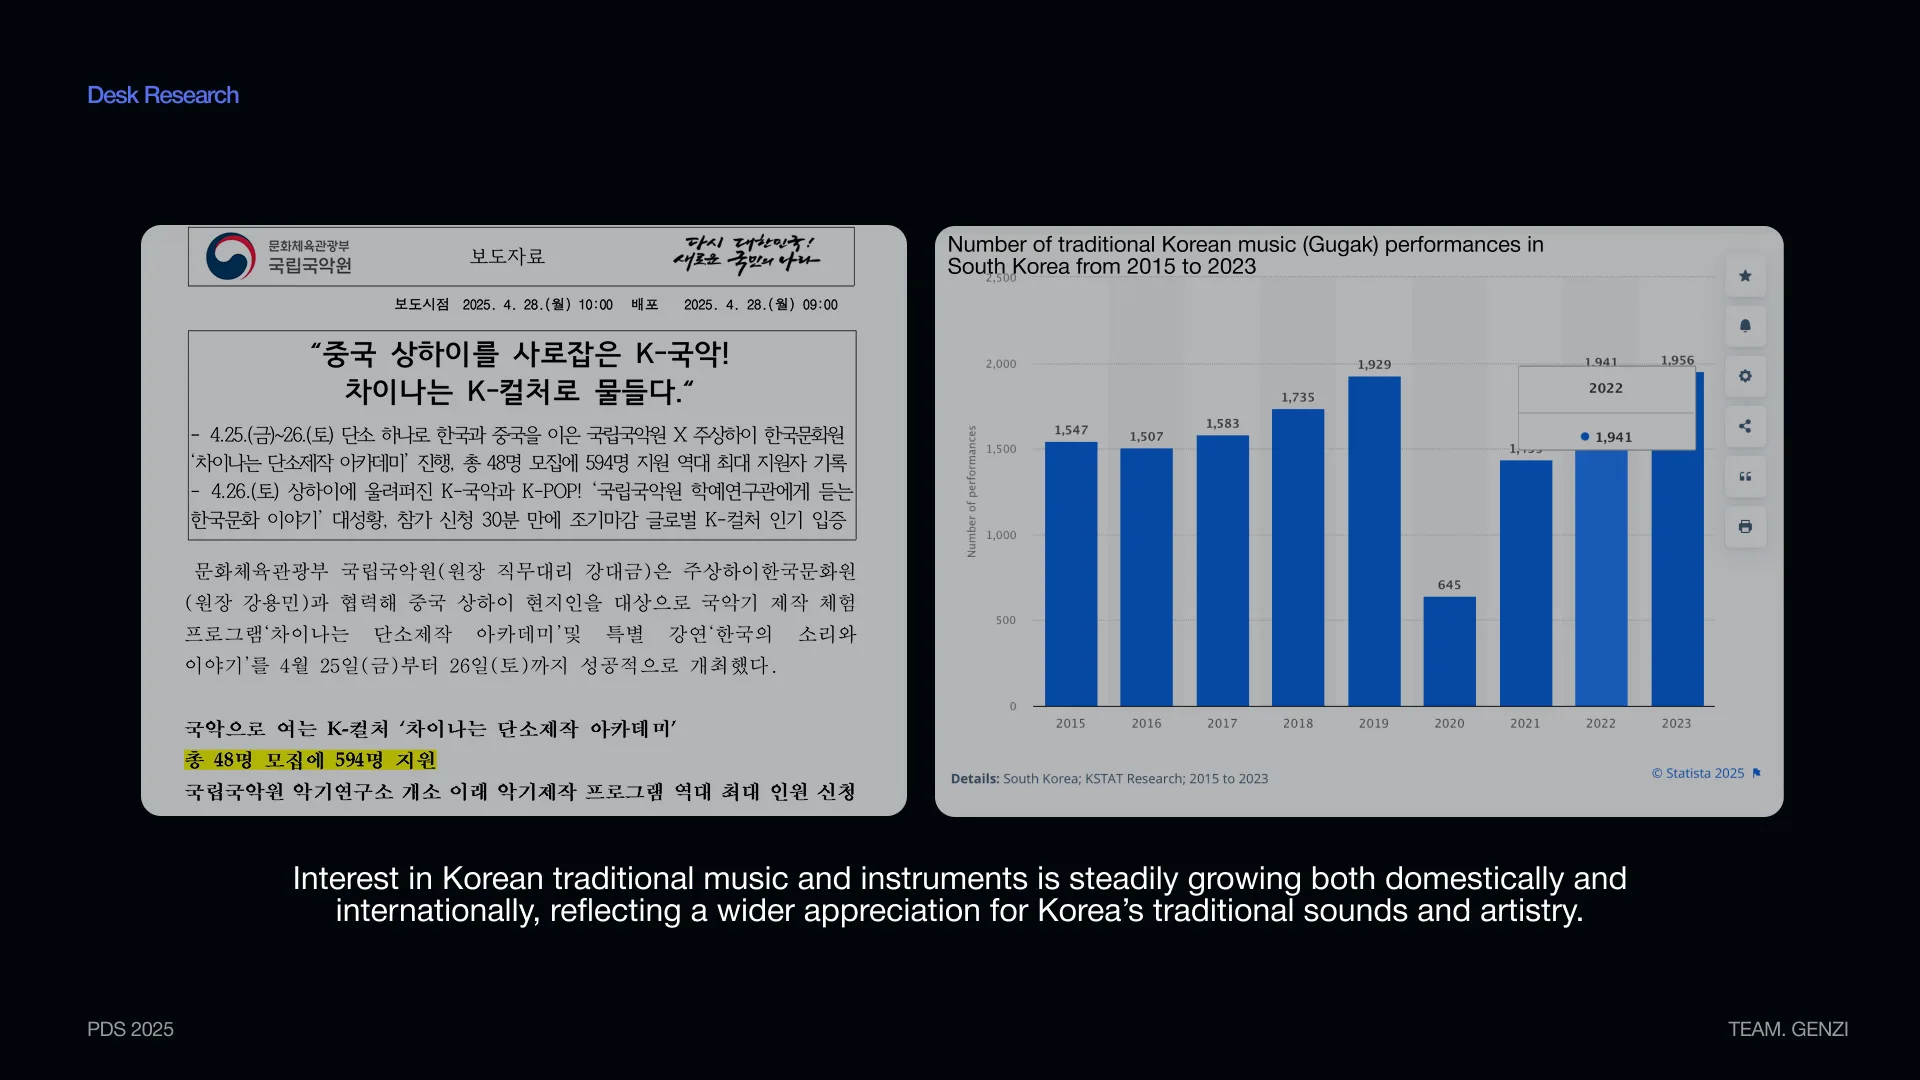 Desk Research
문화체육관광부
국립국악원
보도자료
다시 대한민국!
새로운 국민의 나라
보도시점 2025. 4. 28.(월) 10:00 배포 2025. 4. 28.(월) 09:00
“중국 상하이를 사로잡은 K-국악!
차이나는 K-컬처로 물들다.“
- 4.25.(금)~26.(토) 단소 하나로 한국과 중국을 이은 국립국악원 X 주상하이 한국문화원
‘차이나는 단소제작 아카데미’ 진행, 총 48명 모집에 594명 지원 역대 최대 지원자 기록
- 4.26.(토) 상하이에 울려퍼진 K-국악과 K-POP! ‘국립국악원 학예연구관에게 듣는
한국문화 이야기’ 대성황, 참가 신청 30분 만에 조기마감 글로벌 K-컬처 인기 입증
문화체육관광부 국립국악원(원장 직무대리 강대금)은 주상하이한국문화원
(원장 강용민)과 협력해 중국 상하이 현지인을 대상으로 국악기 제작 체험
프로그램‘차이나는 단소제작 아카데미’및 특별 강연‘한국의 소리와
이야기’를 4월 25일(금)부터 26일(토)까지 성공적으로 개최했다.
국악으로 여는 K-컬처 ‘차이나는 단소제작 아카데미’
총 48명 모집에 594명 지원
국립국악원 악기연구소 개소 이래 악기제작 프로그램 역대 최대 인원 신청
Number of traditional Korean music (Gugak) performances in
South Korea from 2015 to 2023
2,500
2,000
1,500
1,000
500
0
Number of performances
1,547
1,507
1,583
1,735
1,929
645
1,941
1,956
2022
1,941
2015 2016 2017 2018 2019 2020 2021 2022 2023
Details: South Korea; KSTAT Research; 2015 to 2023
© Statista 2025
Interest in Korean traditional music and instruments is steadily growing both domestically and
internationally, reflecting a wider appreciation for Korea’s traditional sounds and artistry.
PDS 2025
TEAM. GENZI